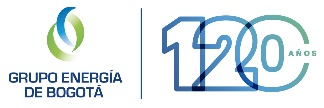 GRUPO ENERGÍA
DE BOGOTÁ
120 AÑOS